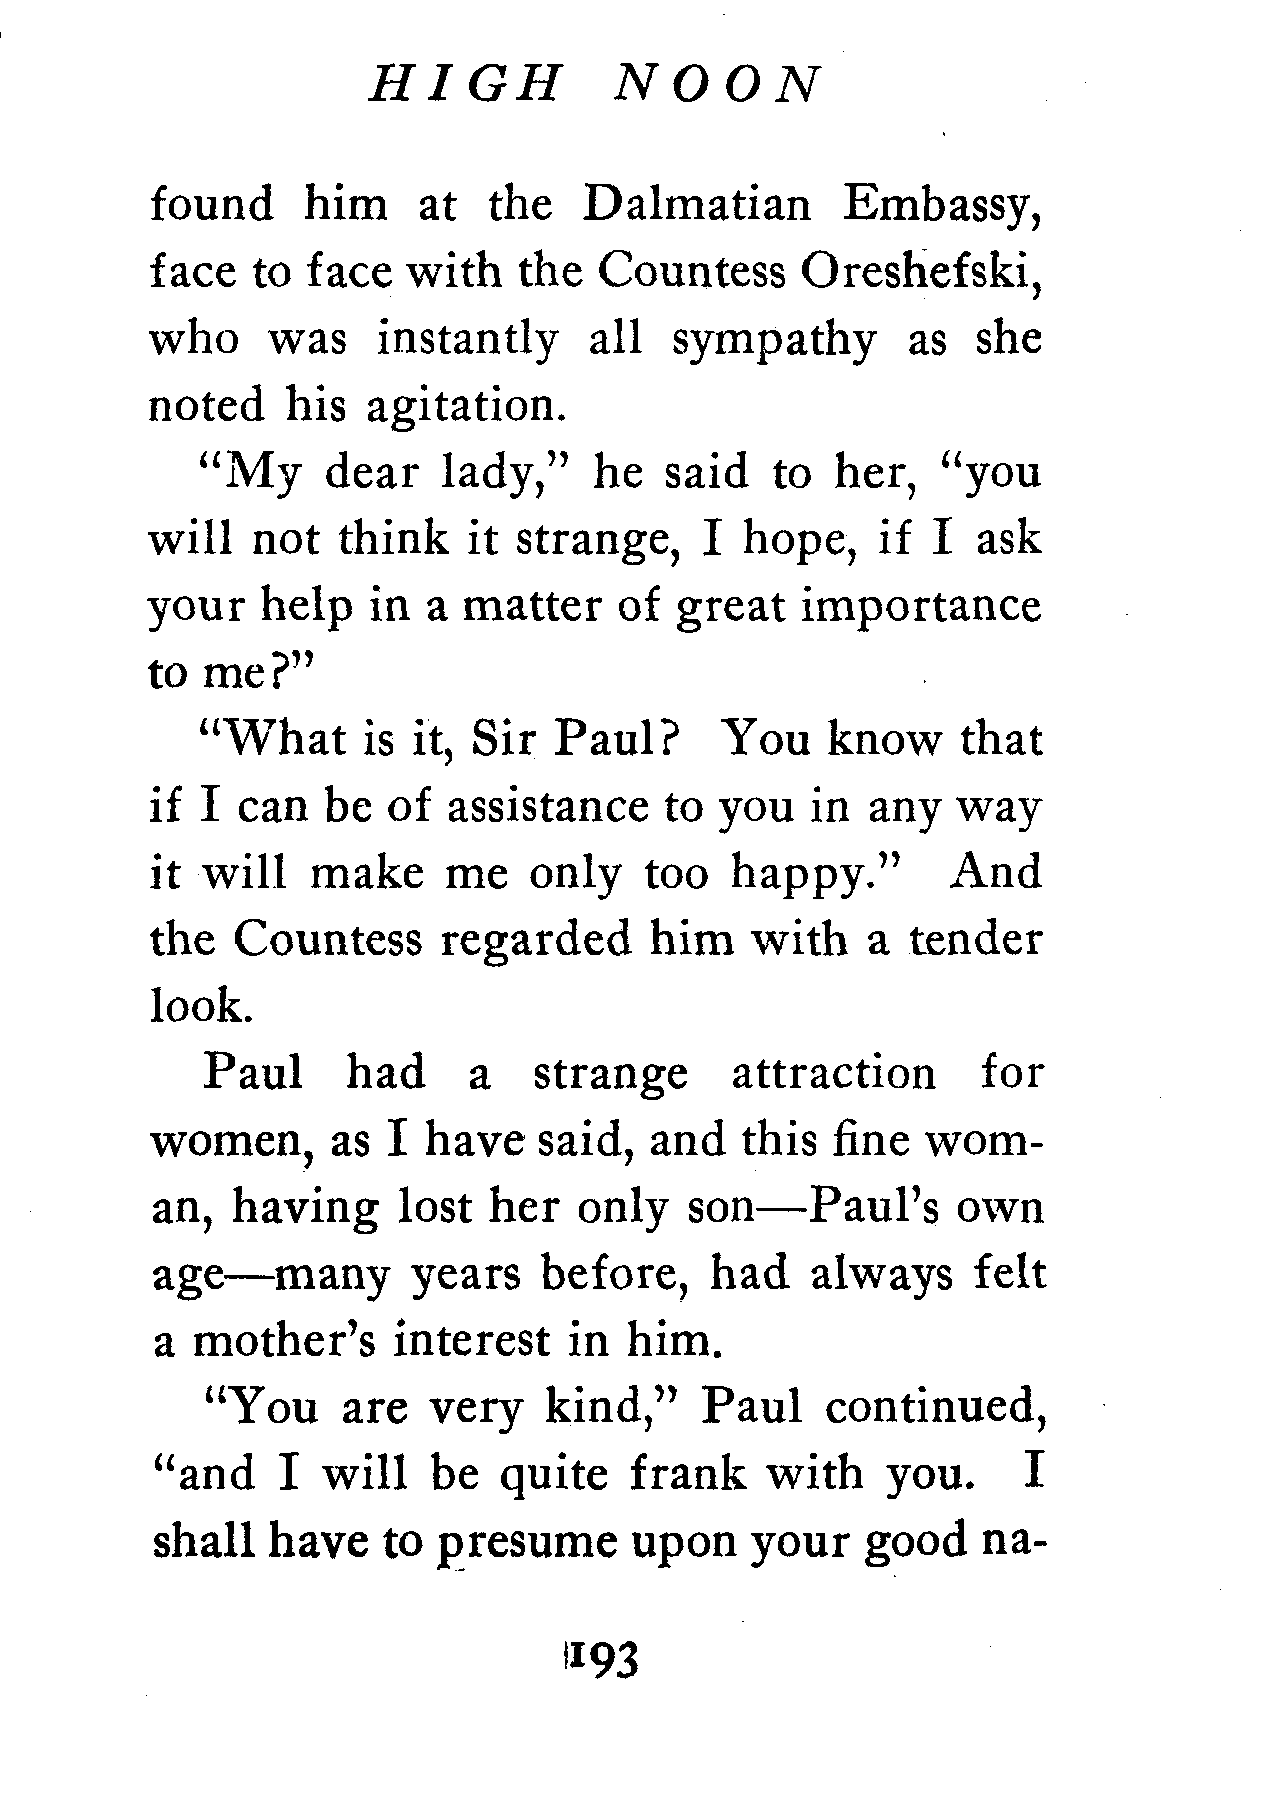 HIGH NOON
found him at the Dalmatian Embassy,
face to face with the Countess Oreshefski,
who was instantly all sympathy as she
noted his agitation.
“My dear lady,” he said to her, “you
will not think it strange, I hope, if I ask
your help in a matter of great importance
to me?”
“What is it, Sir Paul? You know that
if I can be of assistance to you in any way
it will make me only too happy.” And
the Countess regarded him with a tender
look.
Paul had a strange attraction for
women, as I have said, and this fine wom-
an, having lost her only son—Paul’s own
age—many years before, had always felt
a mother’s interest in him.
“You are very kind,” Paul continued,
“and I will be quite frank with you. I
shall have to presume upon your good na-
193